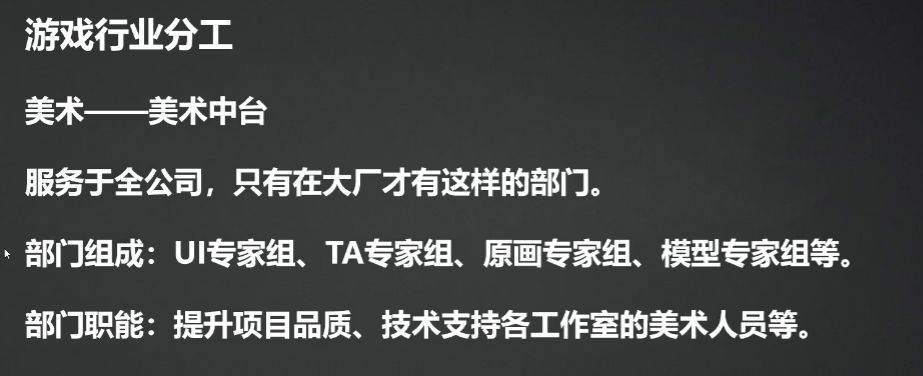 游戏行业分工
美术——美术中台
服务于全公司，只有在大厂才有这样的部门。
部门组成：UI专家组、TA专家组、原画专家组、模型专家组等。
部门职能：提升项目品质、技术支持各工作室的美术人员等。